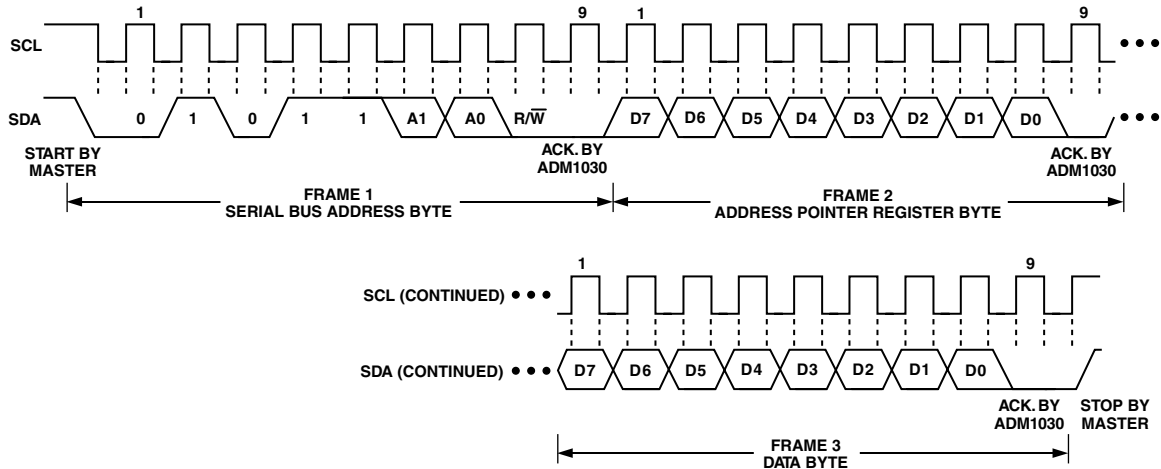 1 9 1 9
SCL
SDA 0 1 0 1 1 A1 A0 R/W̅ D7 D6 D5 D4 D3 D2 D1 D0
START BY
MASTER
ACK. BY
ADM1030
ACK. BY
ADM1030
FRAME 1
SERIAL BUS ADDRESS BYTE
FRAME 2
ADDRESS POINTER REGISTER BYTE
1 9
SCL (CONTINUED)
SDA (CONTINUED) D7 D6 D5 D4 D3 D2 D1 D0
ACK. BY
ADM1030
STOP BY
MASTER
FRAME 3
DATA BYTE